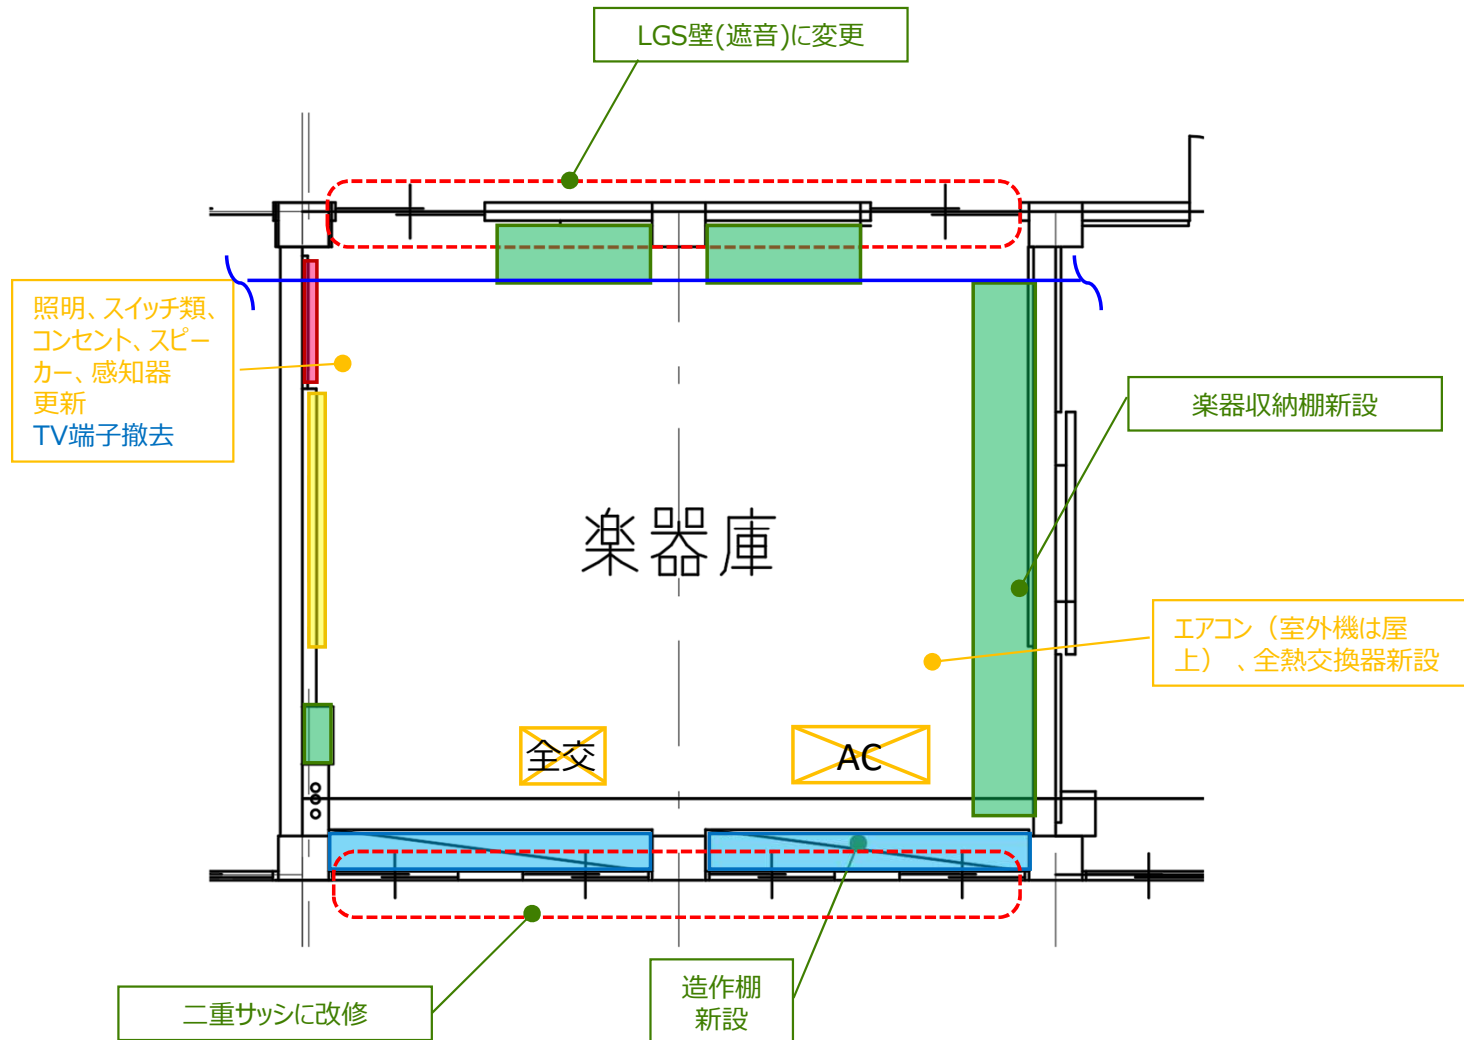 LGS壁(遮音)に変更
照明、スイッチ類、
コンセント、スピー
カー、感知器
更新
TV端子撤去
楽器収納棚新設
楽器庫
エアコン（室外機は屋
上）、全熱交換器新設
全交
AC
造作棚
新設
二重サッシに改修